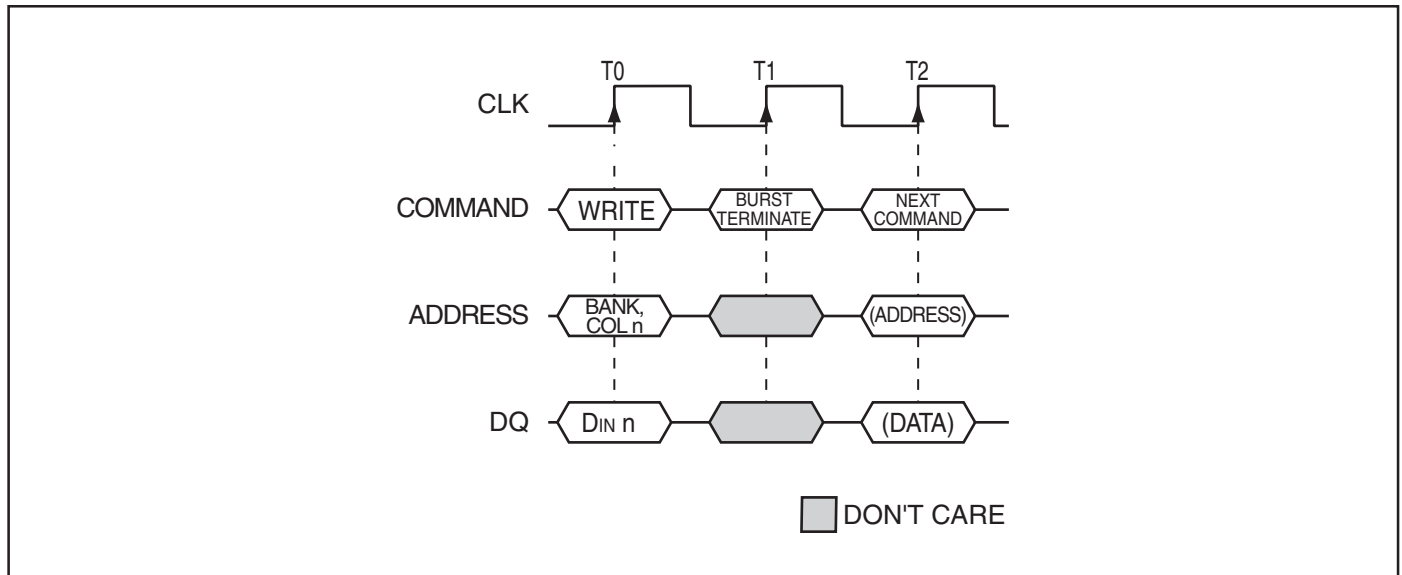 T0 T1 T2
CLK
COMMAND WRITE BURST TERMINATE NEXT COMMAND
ADDRESS BANK, COL n (ADDRESS)
DQ DIN n (DATA)
DON'T CARE